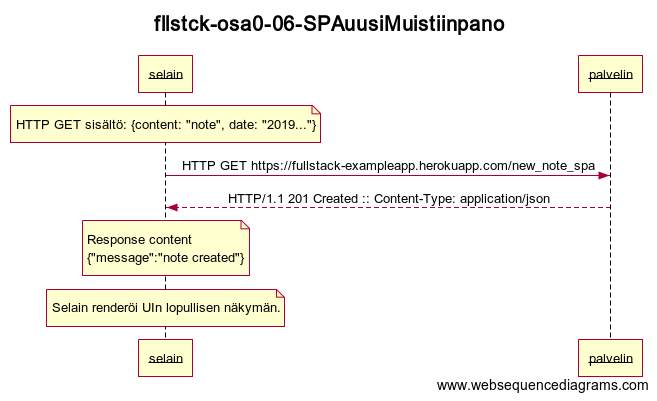 fllstck-osa0-06-SPAuusiMuistiinpano
selain
palvelin
HTTP GET sisältö: {content: "note", date: "2019..."}
HTTP GET https://fullstack-exampleapp.herokuapp.com/new_note_spa
HTTP/1.1 201 Created :: Content-Type: application/json
Response content
{"message":"note created"}
Selain renderöi UIn lopullisen näkymän.
selain
palvelin
www.websequencediagrams.com